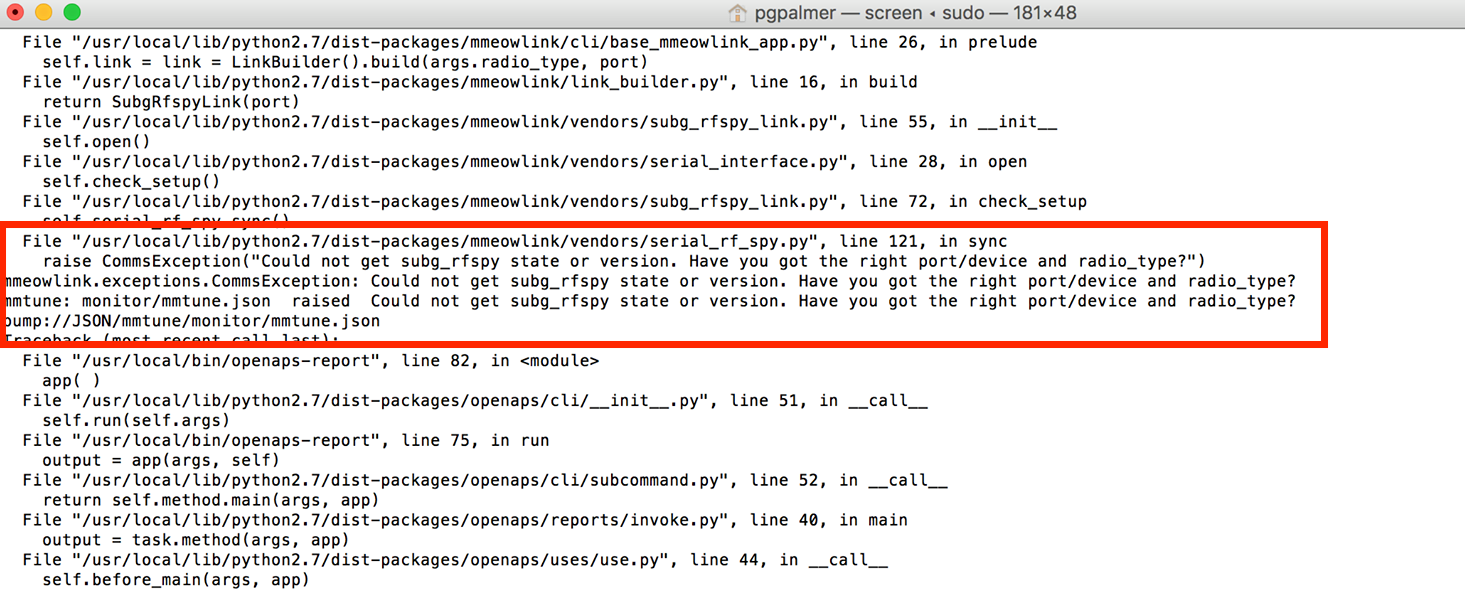 pgpalmer — screen ◂ sudo — 181×48
File "/usr/local/lib/python2.7/dist-packages/mmeowlink/cli/base_mmeowlink_app.py", line 26, in prelude
self.link = link = LinkBuilder().build(args.radio_type, port)
File "/usr/local/lib/python2.7/dist-packages/mmeowlink/link_builder.py", line 16, in build
return SubgRfspyLink(port)
File "/usr/local/lib/python2.7/dist-packages/mmeowlink/vendors/subg_rfspy_link.py", line 55, in __init__
self.open()
File "/usr/local/lib/python2.7/dist-packages/mmeowlink/vendors/serial_interface.py", line 28, in open
self.check_setup()
File "/usr/local/lib/python2.7/dist-packages/mmeowlink/vendors/subg_rfspy_link.py", line 72, in check_setup
self.serial_rf_spy.sync()
File "/usr/local/lib/python2.7/dist-packages/mmeowlink/vendors/serial_rf_spy.py", line 121, in sync
raise CommsException("Could not get subg_rfspy state or version. Have you got the right port/device and radio_type?")
mmeowlink.exceptions.CommsException: Could not get subg_rfspy state or version. Have you got the right port/device and radio_type?
mmtune: monitor/mmtune.json  raised  Could not get subg_rfspy state or version. Have you got the right port/device and radio_type?
pump://JSON/mmtune/monitor/mmtune.json
Traceback (most recent call last):
File "/usr/local/bin/openaps-report", line 82, in <module>
app( )
File "/usr/local/lib/python2.7/dist-packages/openaps/cli/__init__.py", line 51, in __call__
self.run(self.args)
File "/usr/local/bin/openaps-report", line 75, in run
output = app(args, self)
File "/usr/local/lib/python2.7/dist-packages/openaps/cli/subcommand.py", line 52, in __call__
return self.method.main(args, app)
File "/usr/local/lib/python2.7/dist-packages/openaps/reports/invoke.py", line 40, in main
output = task.method(args, app)
File "/usr/local/lib/python2.7/dist-packages/openaps/uses/use.py", line 44, in __call__
self.before_main(args, app)